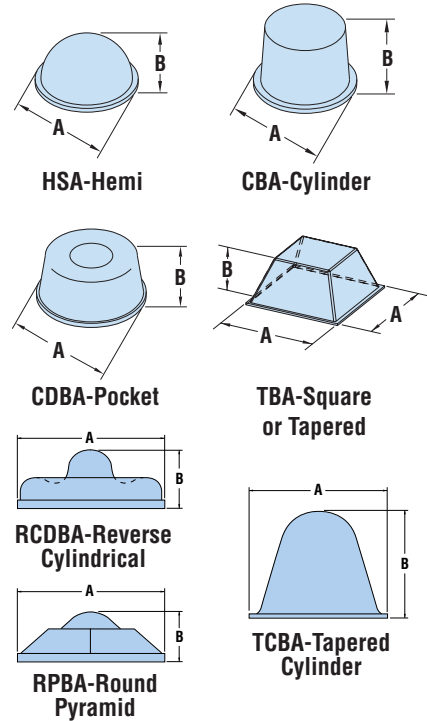 B
A
HSA-Hemi
B
A
CBA-Cylinder
B
A
CDBA-Pocket
B
A
A
TBA-Square
or Tapered
A
B
RCDBA-Reverse
Cylindrical
A
B
RPBA-Round
Pyramid
A
B
TCBA-Tapered
Cylinder